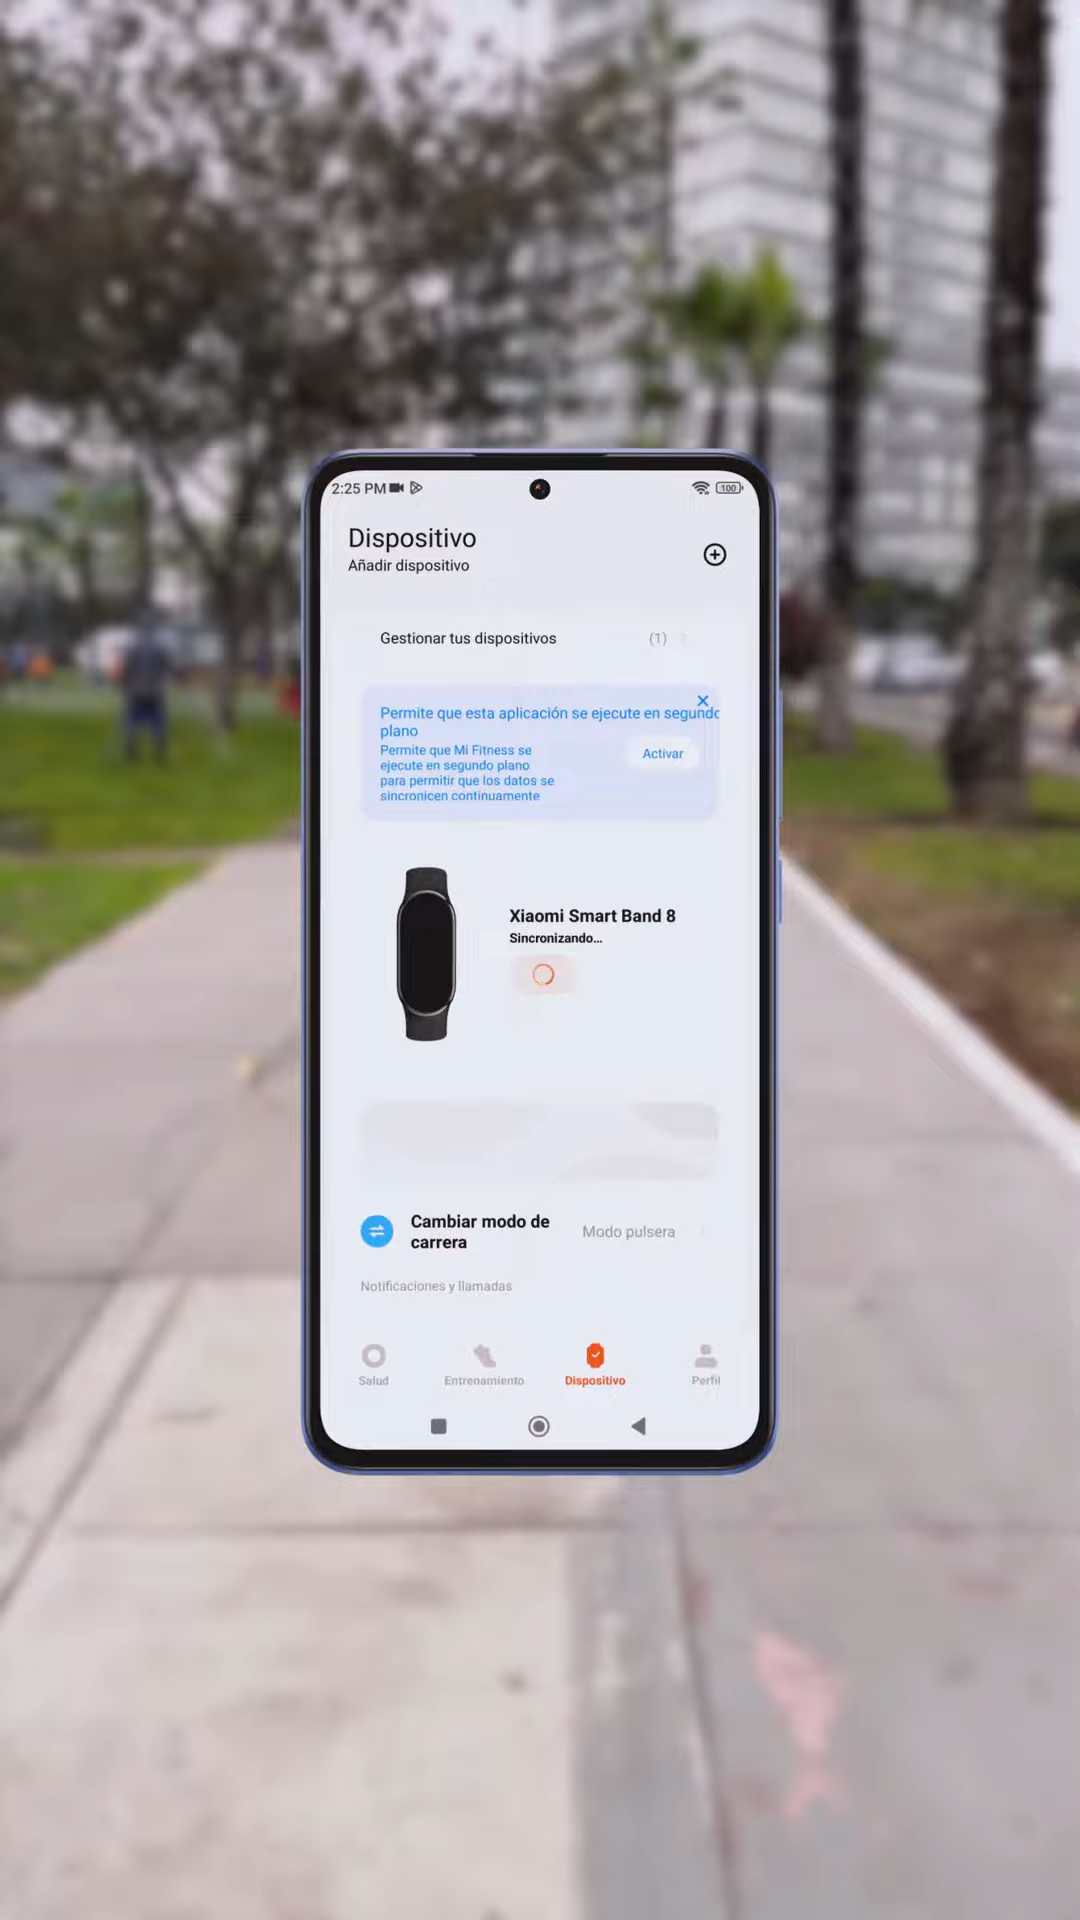 2:25 PM
100
Dispositivo
Añadir dispositivo
Gestionar tus dispositivos (1)
Permite que esta aplicación se ejecute en segundo
plano
Permite que Mi Fitness se
ejecute en segundo plano
para permitir que los datos se
sincronicen continuamente
Activar
Xiaomi Smart Band 8
Sincronizando...
Cambiar modo de
carrera
Modo pulsera
Notificaciones y llamadas
Salud
Entrenamiento
Dispositivo
Perfil